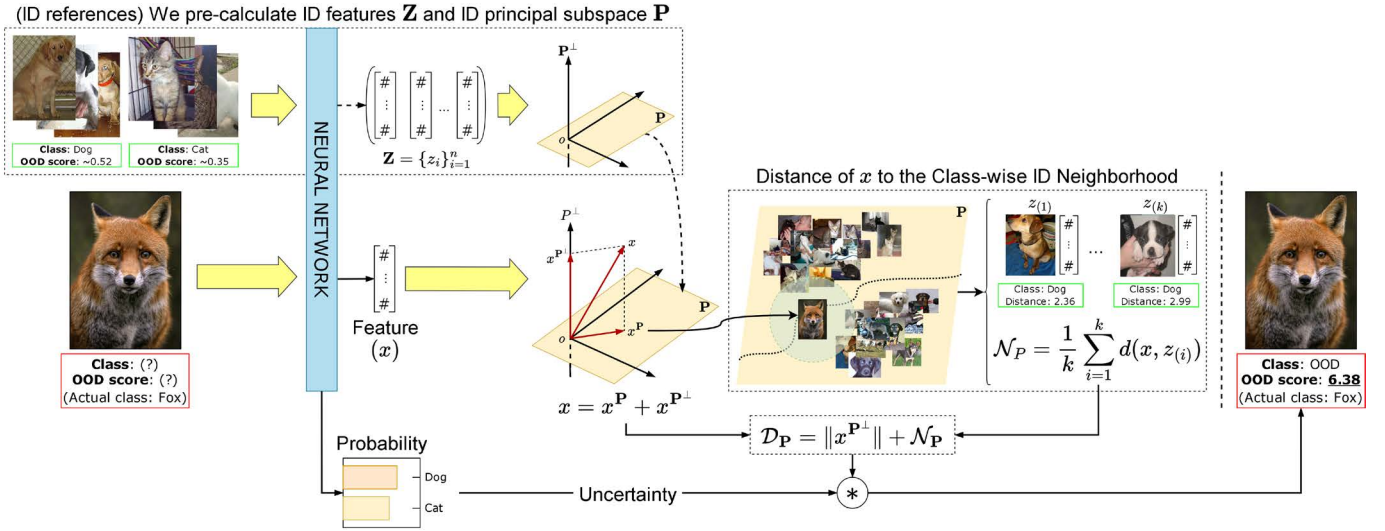 (ID references) We pre-calculate ID features Z and ID principal subspace P
Class: Dog
OOD score: ~0.52
Class: Cat
OOD score: ~0.35
NEURAL NETWORK
# ⋮ # # ⋮ # ... # ⋮ #
Z = {z_i}_{i=1}^n
P^⊥
o
P
Class: (?)
OOD score: (?)
(Actual class: Fox)
# ⋮ #
Feature
(x)
P^⊥
x^{P^⊥}
x
P
o
x^P
x = x^P + x^{P^⊥}
Distance of x to the Class-wise ID Neighborhood
P
z_{(1)}
z_{(k)}
# ⋮ # ... # ⋮ #
Class: Dog
Distance: 2.36
Class: Dog
Distance: 2.99
𝒩_P = \frac{1}{k} \sum_{i=1}^{k} d(x, z_{(i)})
𝒟_P = ‖x^{P^⊥}‖ + 𝒩_P
Class: OOD
OOD score: 6.38
(Actual class: Fox)
Probability
Dog
Cat
Uncertainty
*